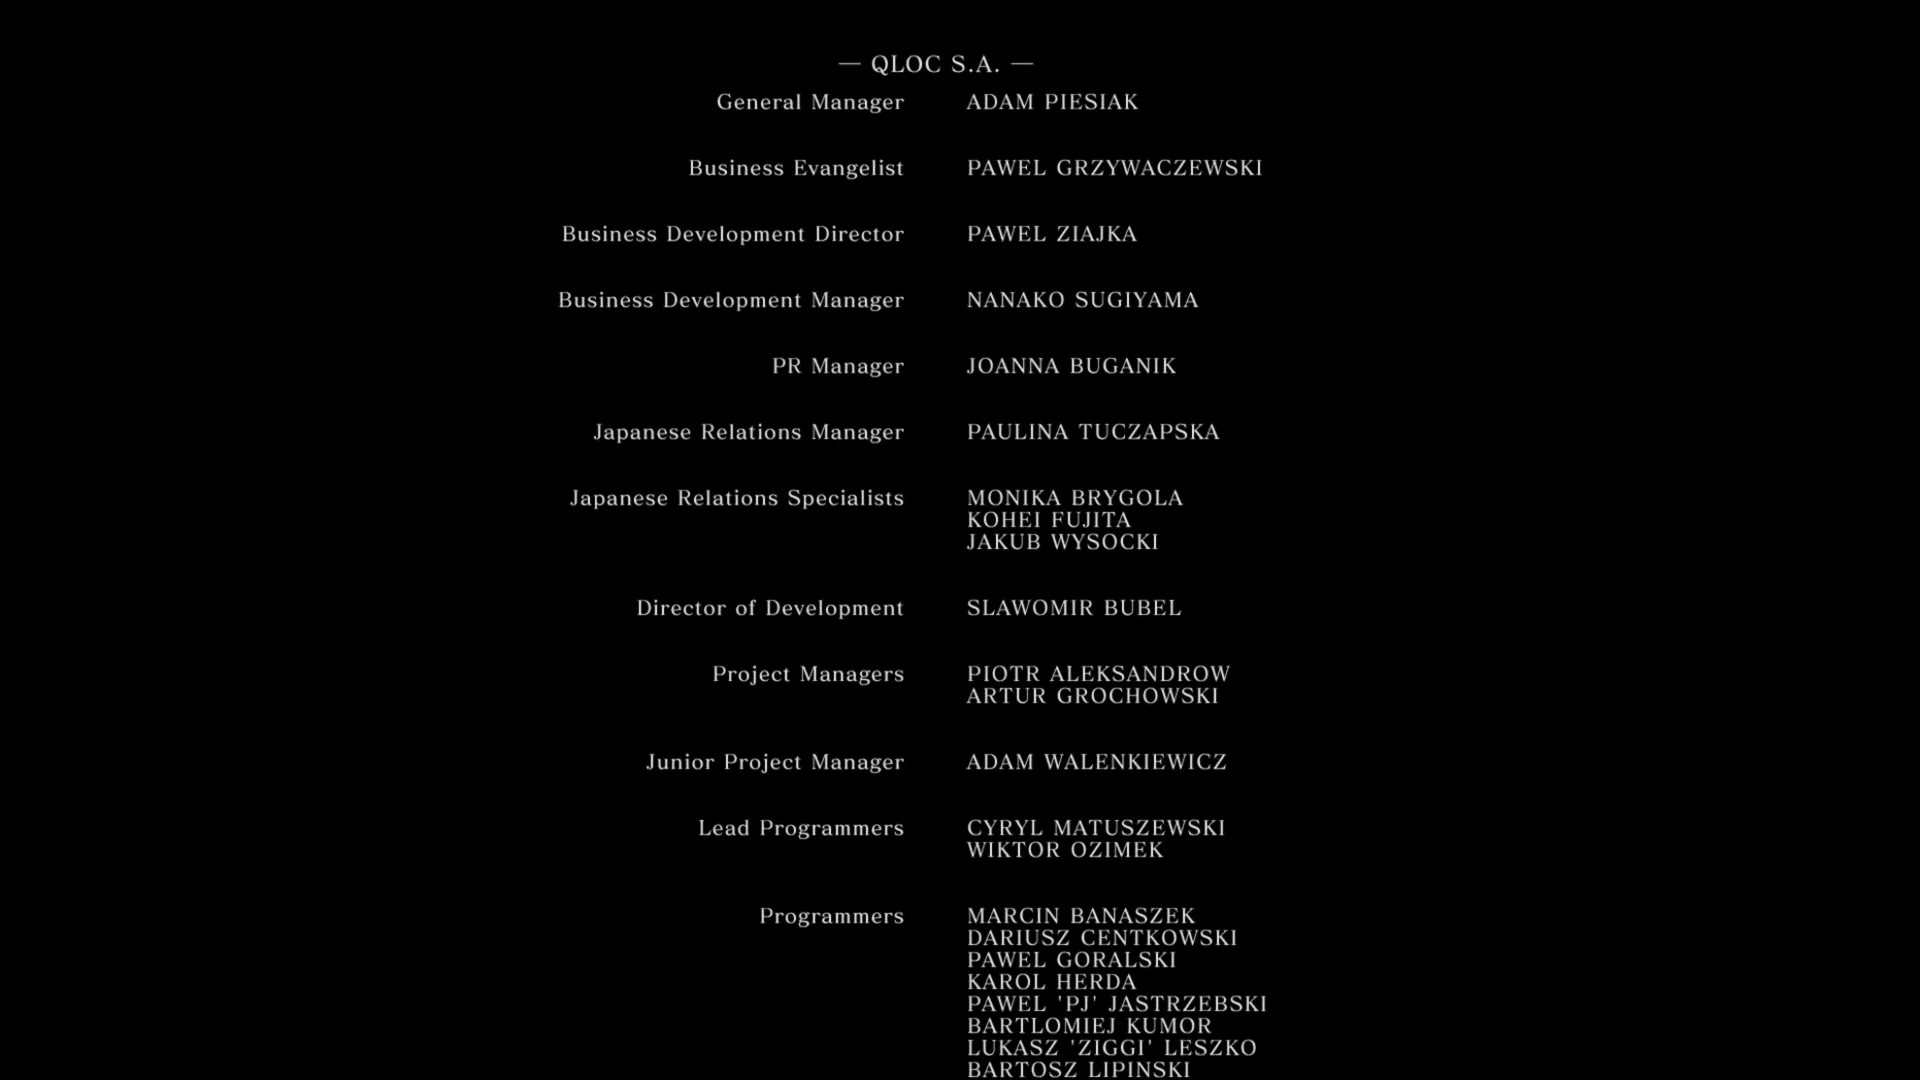 — QLOC S.A. —
General Manager ADAM PIESIAK
Business Evangelist PAWEL GRZYWACZEWSKI
Business Development Director PAWEL ZIAJKA
Business Development Manager NANAKO SUGIYAMA
PR Manager JOANNA BUGANIK
Japanese Relations Manager PAULINA TUCZAPSKA
Japanese Relations Specialists MONIKA BRYGOLA
KOHEI FUJITA
JAKUB WYSOCKI
Director of Development SLAWOMIR BUBEL
Project Managers PIOTR ALEKSANDROW
ARTUR GROCHOWSKI
Junior Project Manager ADAM WALENKIEWICZ
Lead Programmers CYRYL MATUSZEWSKI
WIKTOR OZIMEK
Programmers MARCIN BANASZEK
DARIUSZ CENTKOWSKI
PAWEL GORALSKI
KAROL HERDA
PAWEL 'PJ' JASTRZEBSKI
BARTLOMIEJ KUMOR
LUKASZ 'ZIGGI' LESZKO
BARTOSZ LIPINSKI